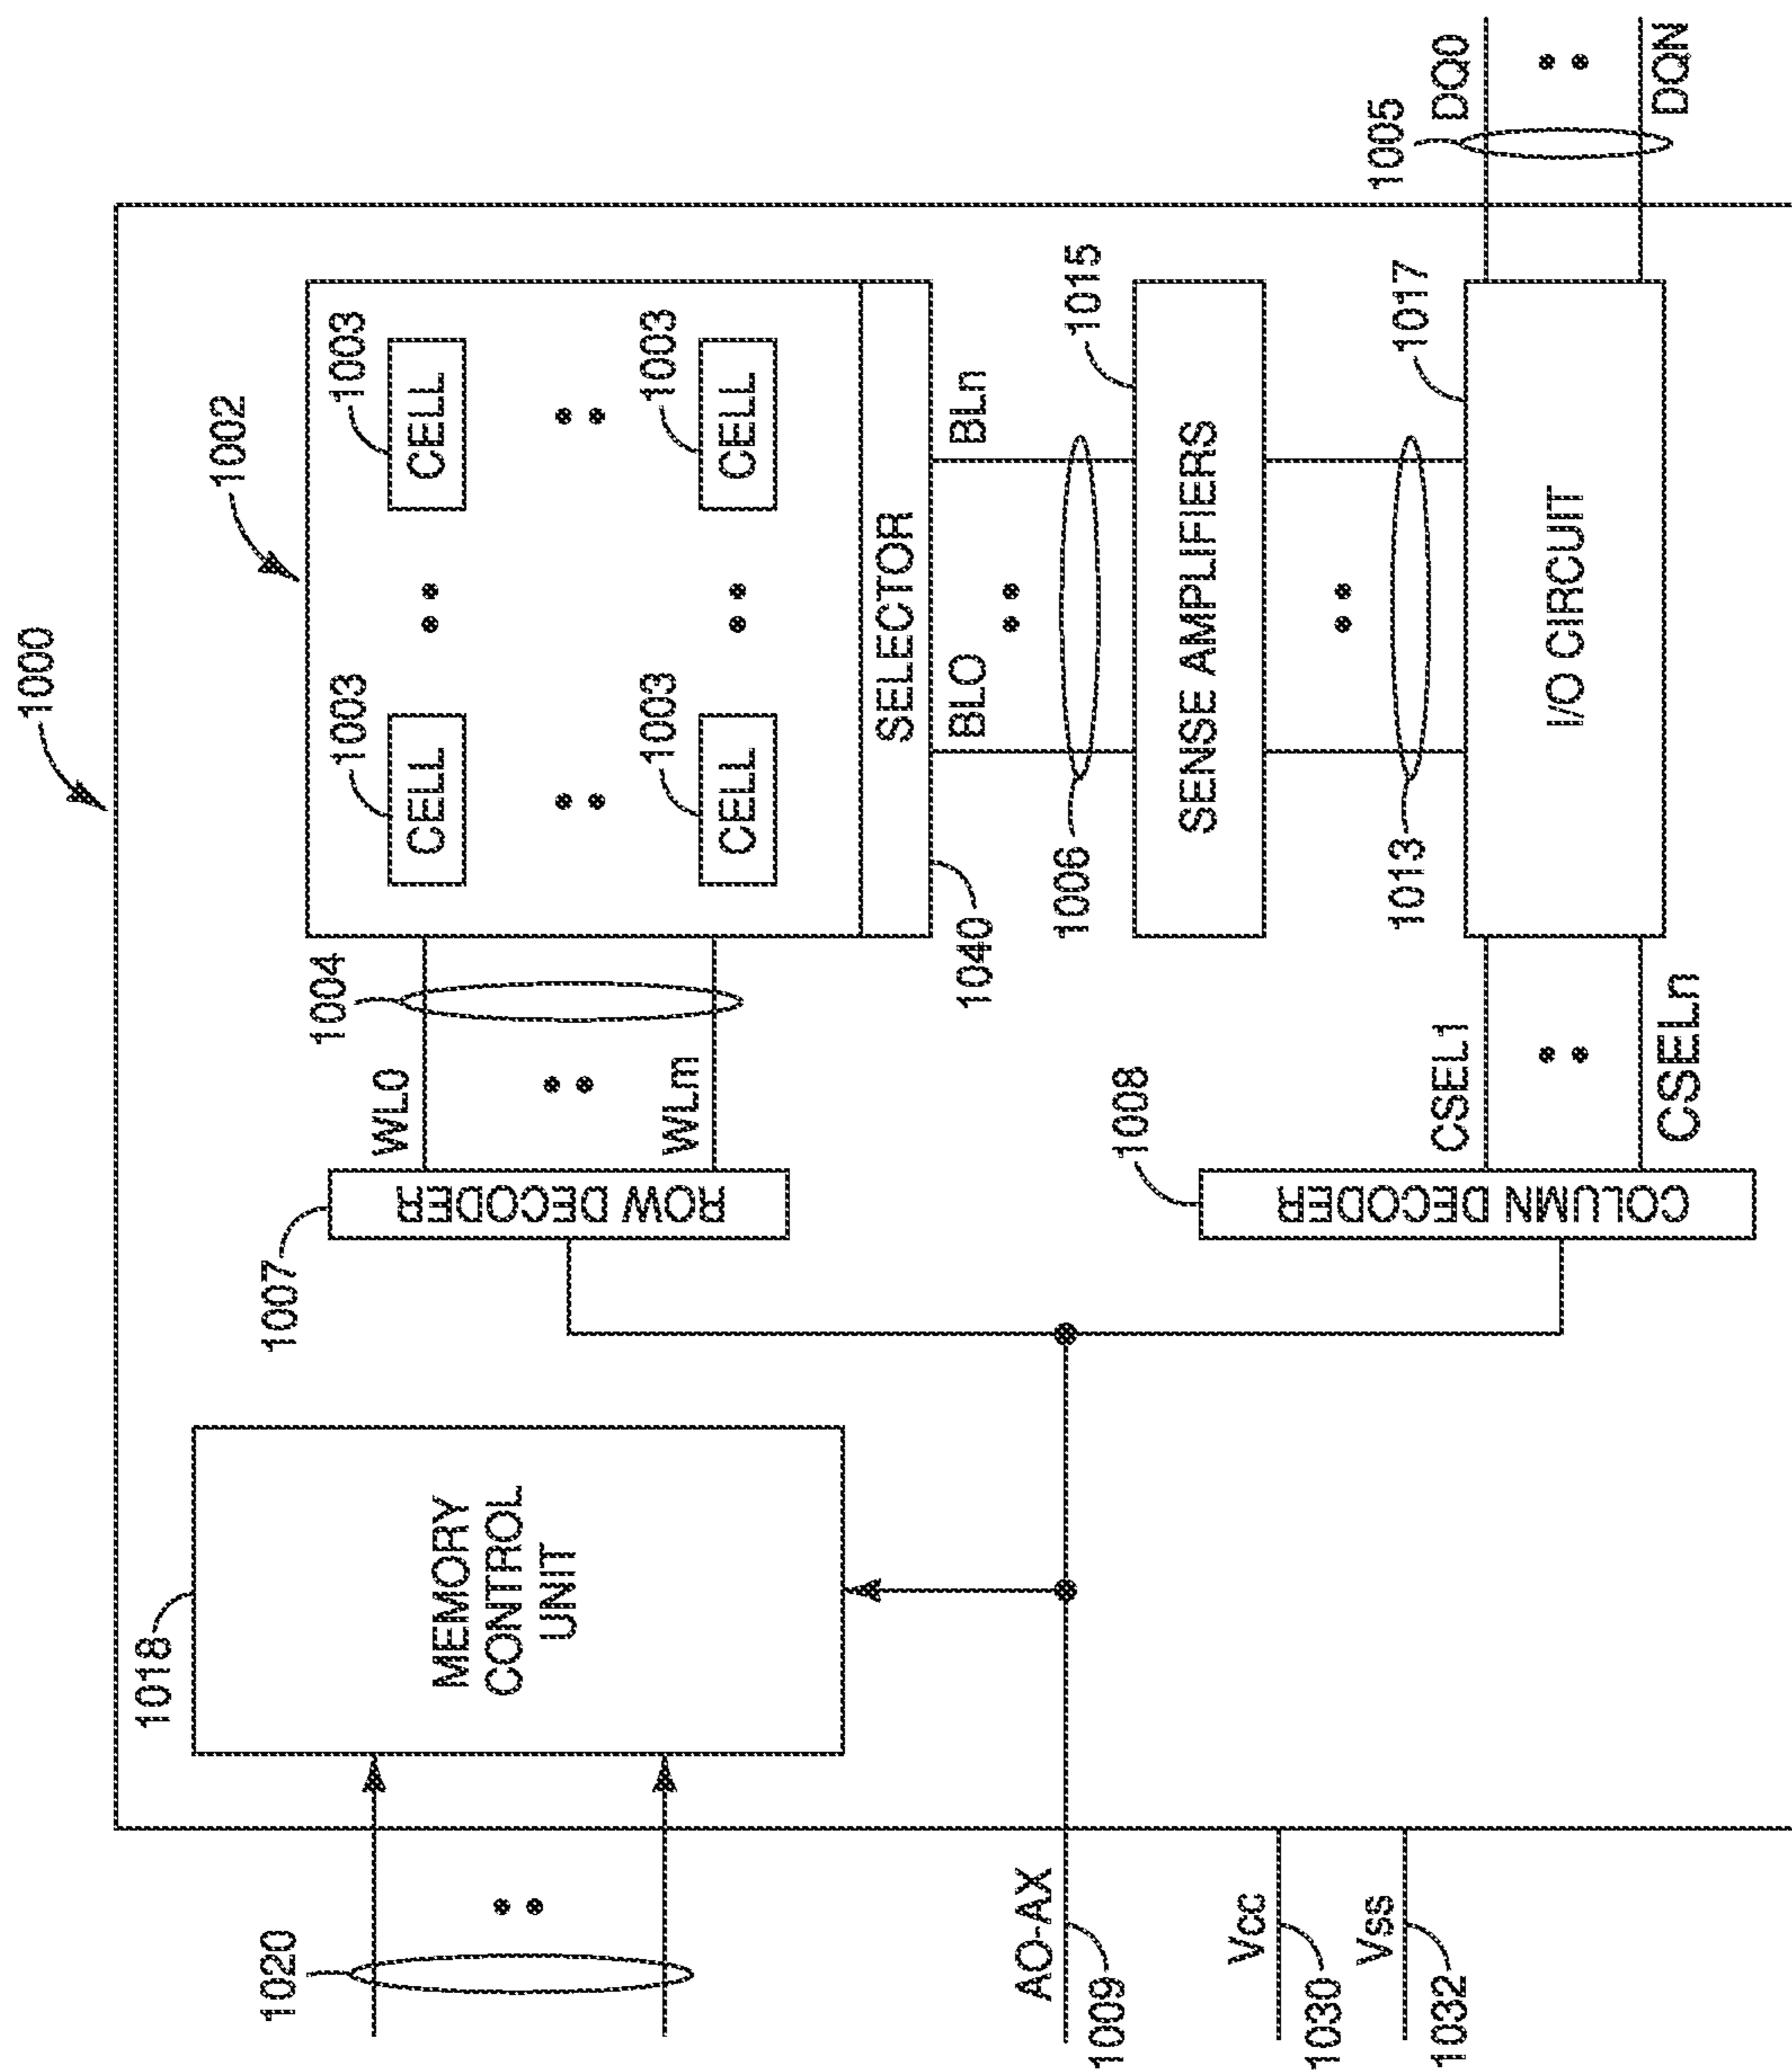 1000
1002
1018
1003
1003
CELL
CELL
1020
MEMORY
CONTROL
UNIT
1007
ROW DECODER
WL0
WLm
1004
1003
1003
CELL
CELL
SELECTOR
1040
BLO
BLn
1006
AO-AX
1009
1008
COLUMN DECODER
SENSE AMPLIFIERS
1015
1013
Vcc
1030
Vss
1032
CSEL1
CSELn
I/O CIRCUIT
1017
1005
DQ0
DQN